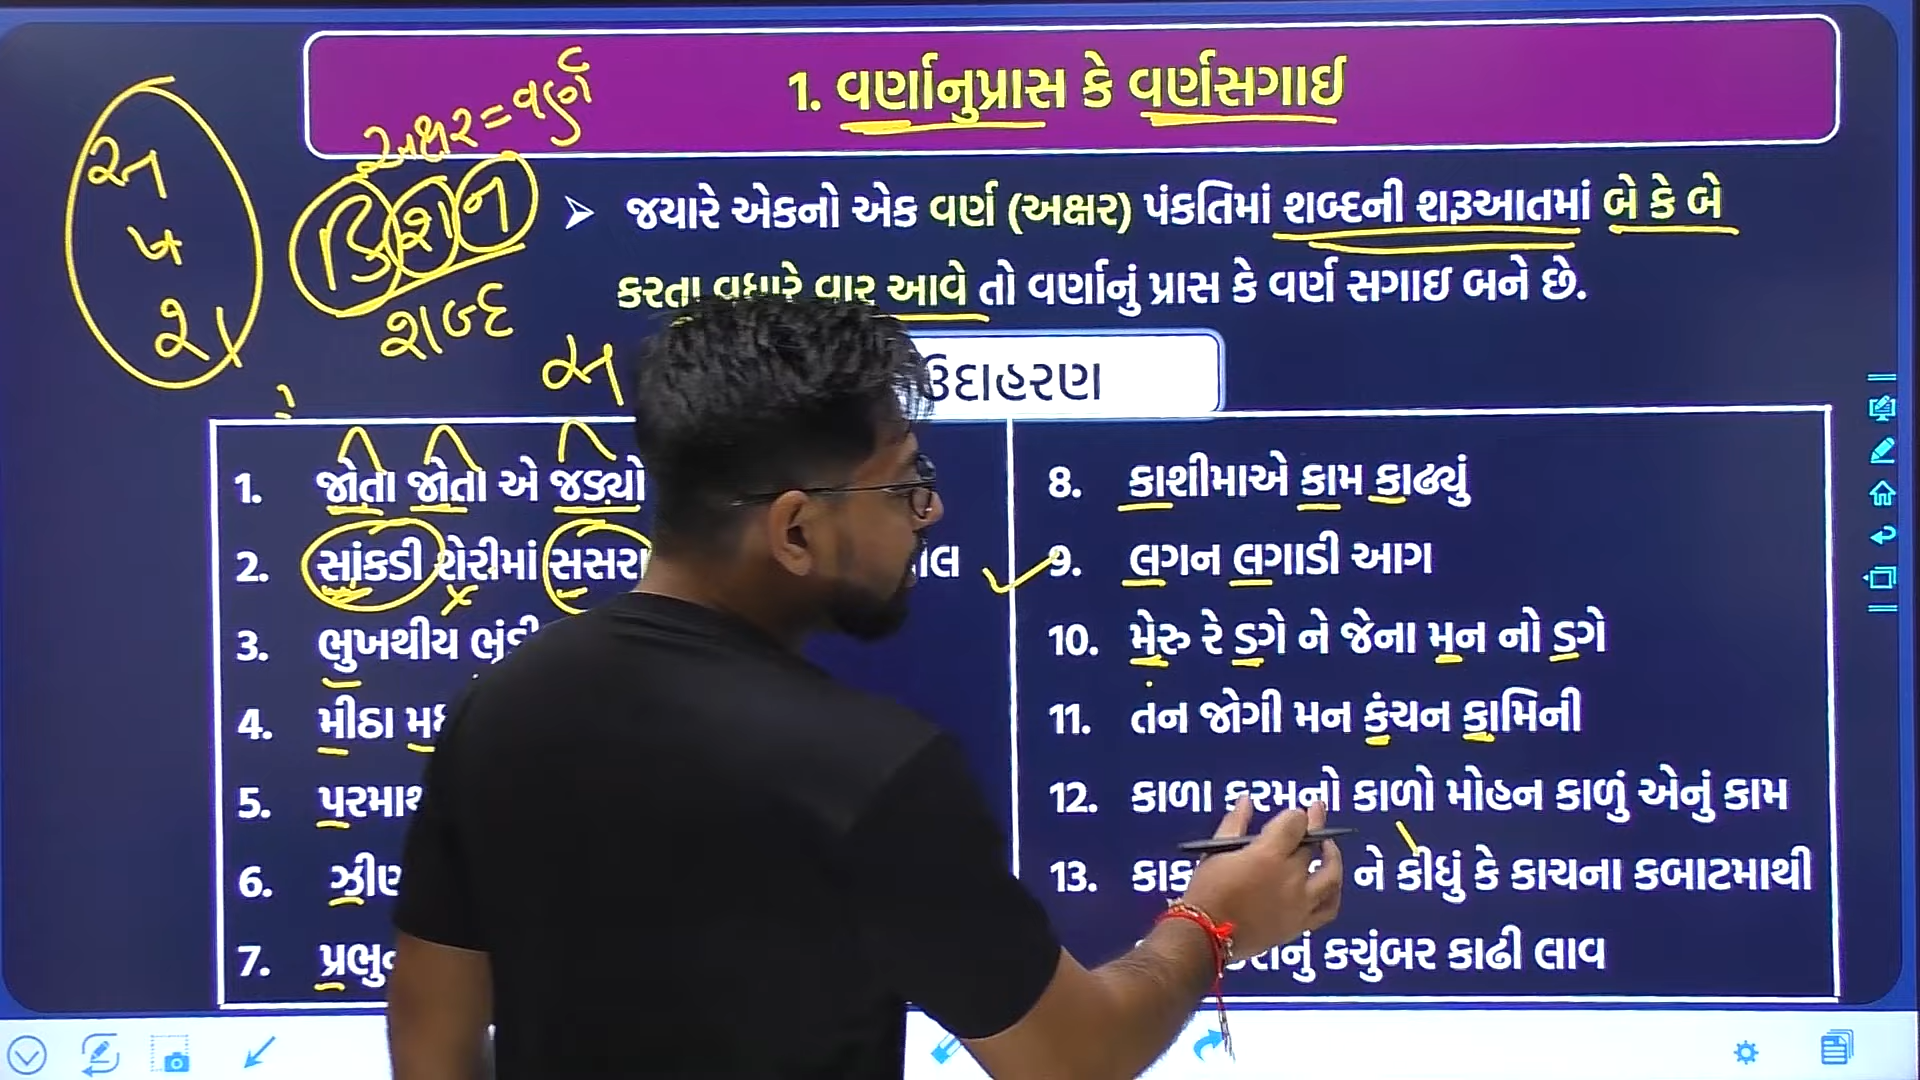 1. વર્ણાનુપ્રાસ કે વર્ણસગાઈ
અક્ષર = વર્ણ
અ
ખ
શ
કિશન
શબ્દ
➢ જયારે એકનો એક વર્ણ (અક્ષર) પંકતિમાં શબ્દની શરૂઆતમાં બે કે બે
કરતા વધારે વાર આવે તો વર્ણાનું પ્રાસ કે વર્ણ સગાઇ બને છે.
અ
ઉદાહરણ
1. જોતા જોતા એ જડ્યો
2. સાંકડી શેરીમાં સસરા
3. ભુખથીય
4. મીઠા
5.
6.
7.
8. કાશીમાએ કામ કાઢ્યું
9. લગન લગાડી આગ
10. મેરુ રે ડગે ને જેના મન નો ડગે
11. તન જોગી મન કંચન કામિની
12. કાળા કરમનો કાળો મોહન કાળું એનું કામ
13. ને કીધું કે કાચના કબાટમાથી
કચુંબર કાઢી લાવ